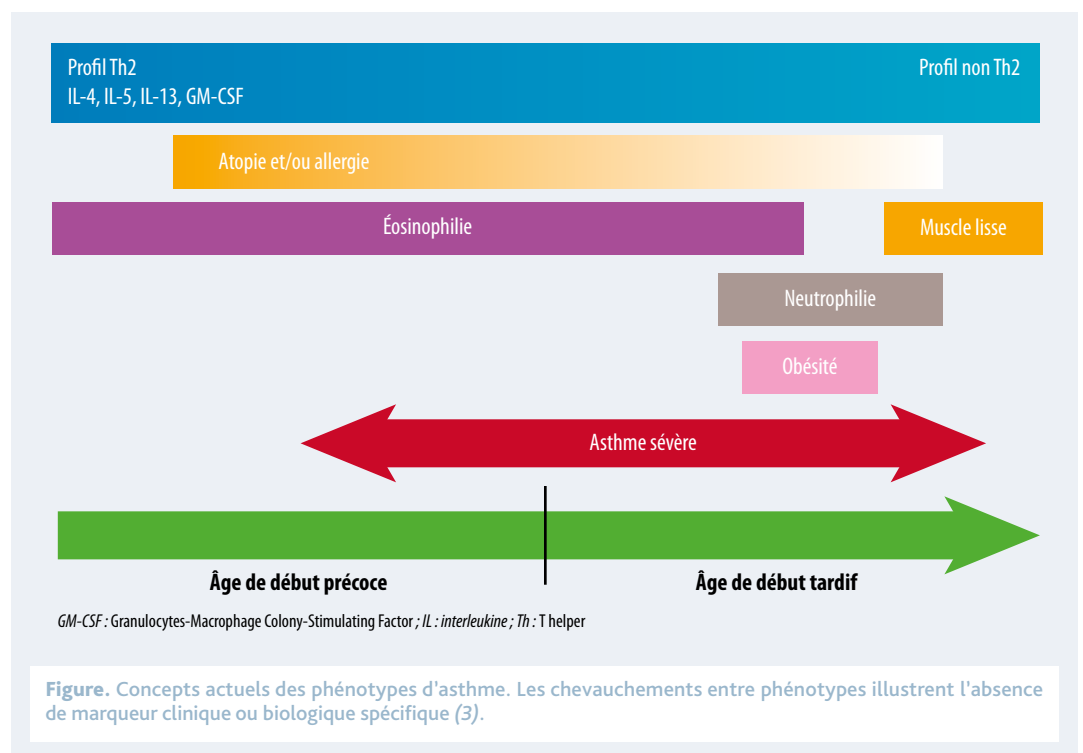 Profil Th2
IL-4, IL-5, IL-13, GM-CSF
Profil non Th2
Atopie et/ou allergie
Éosinophilie
Muscle lisse
Neutrophilie
Obésité
Asthme sévère
Âge de début précoce
Âge de début tardif
GM-CSF : Granulocytes-Macrophage Colony-Stimulating Factor ; IL : interleukine ; Th : T helper
Figure. Concepts actuels des phénotypes d'asthme. Les chevauchements entre phénotypes illustrent l'absence
de marqueur clinique ou biologique spécifique (3).